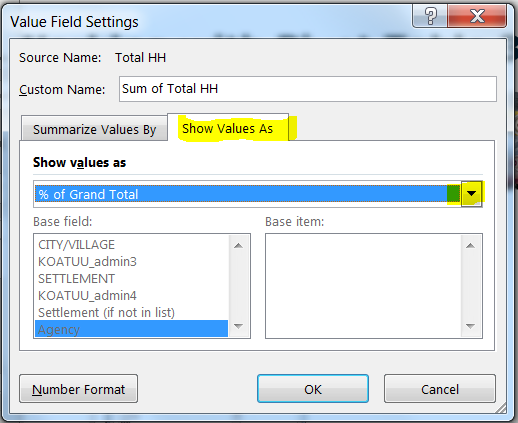 Value Field Settings
Source Name: Total HH
Custom Name: Sum of Total HH
Summarize Values By Show Values As
Show values as
% of Grand Total
Base field: Base item:
CITY/VILLAGE
KOATUU_admin3
SETTLEMENT
KOATUU_admin4
Settlement (if not in list)
Agency
Number Format OK Cancel